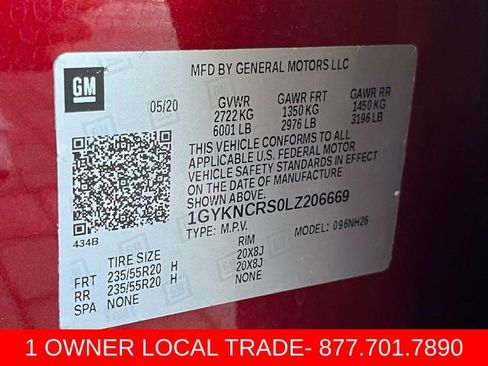 GM
MFD BY GENERAL MOTORS LLC
05/20 GVWR GAWR FRT GAWR RR
2722 KG 1350 KG 1450 KG
6001 LB 2976 LB 3196 LB
THIS VEHICLE CONFORMS TO ALL
APPLICABLE U.S. FEDERAL MOTOR
VEHICLE SAFETY STANDARDS IN EFFECT ON
THE DATE OF MANUFACTURE SHOWN ABOVE.
1GYKNCRS0LZ206669
TYPE: M.P.V. MODEL: 096NH26
434B
TIRE SIZE RIM
FRT 235/55R20 H 20X8J
RR 235/55R20 H 20X8J
SPA NONE NONE
1 OWNER LOCAL TRADE- 877.701.7890